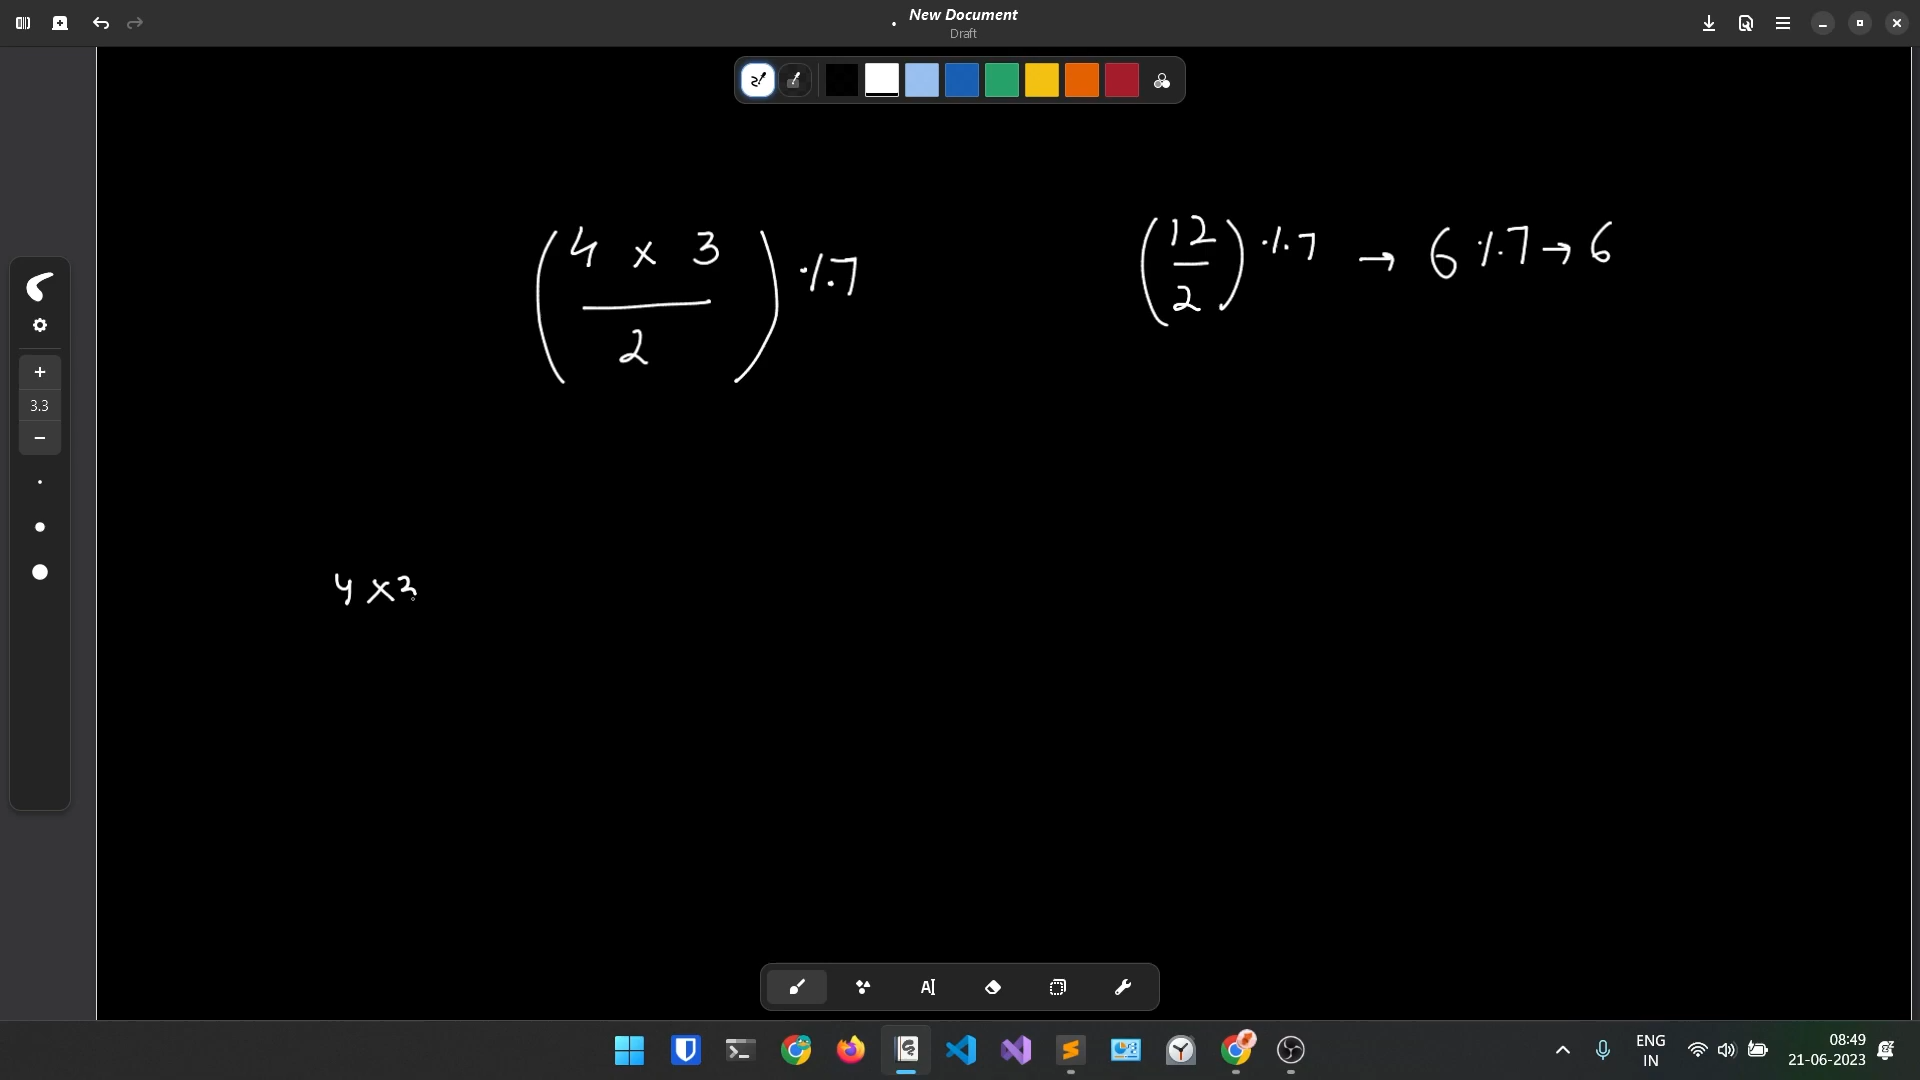 New Document
Draft
3.3
(4 x 3 / 2) % 7
(12 / 2) % 7 → 6 % 7 → 6
4 x 3
AI
ENG
IN
08:49
21-06-2023